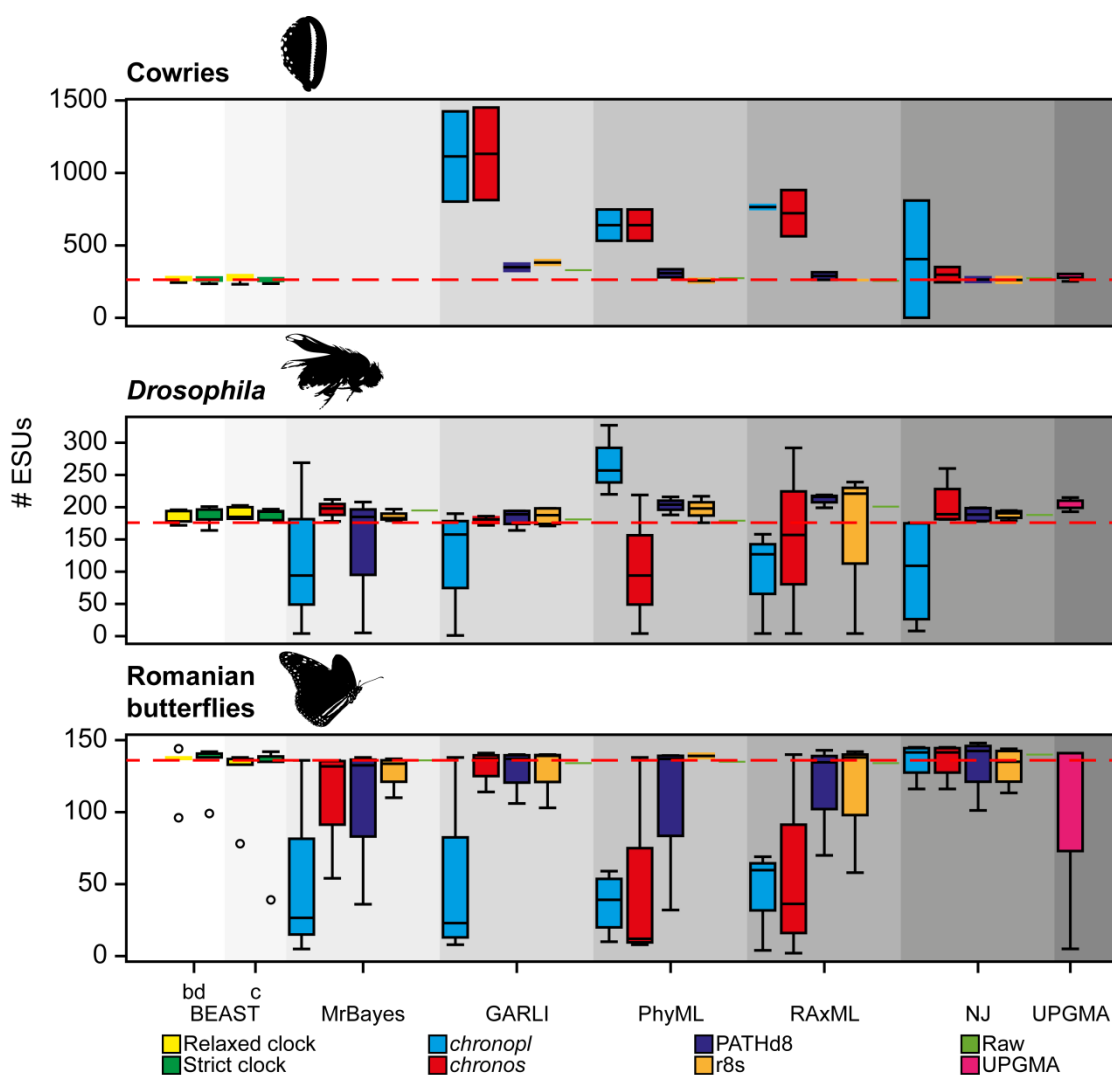 Cowries
1500
1000
500
0
Drosophila
# ESUs
300
250
200
150
100
50
0
Romanian
butterflies
150
100
50
0
bd c
BEAST MrBayes GARLI PhyML RAxML NJ UPGMA
Relaxed clock chronopl PATHd8 Raw
Strict clock chronos r8s UPGMA